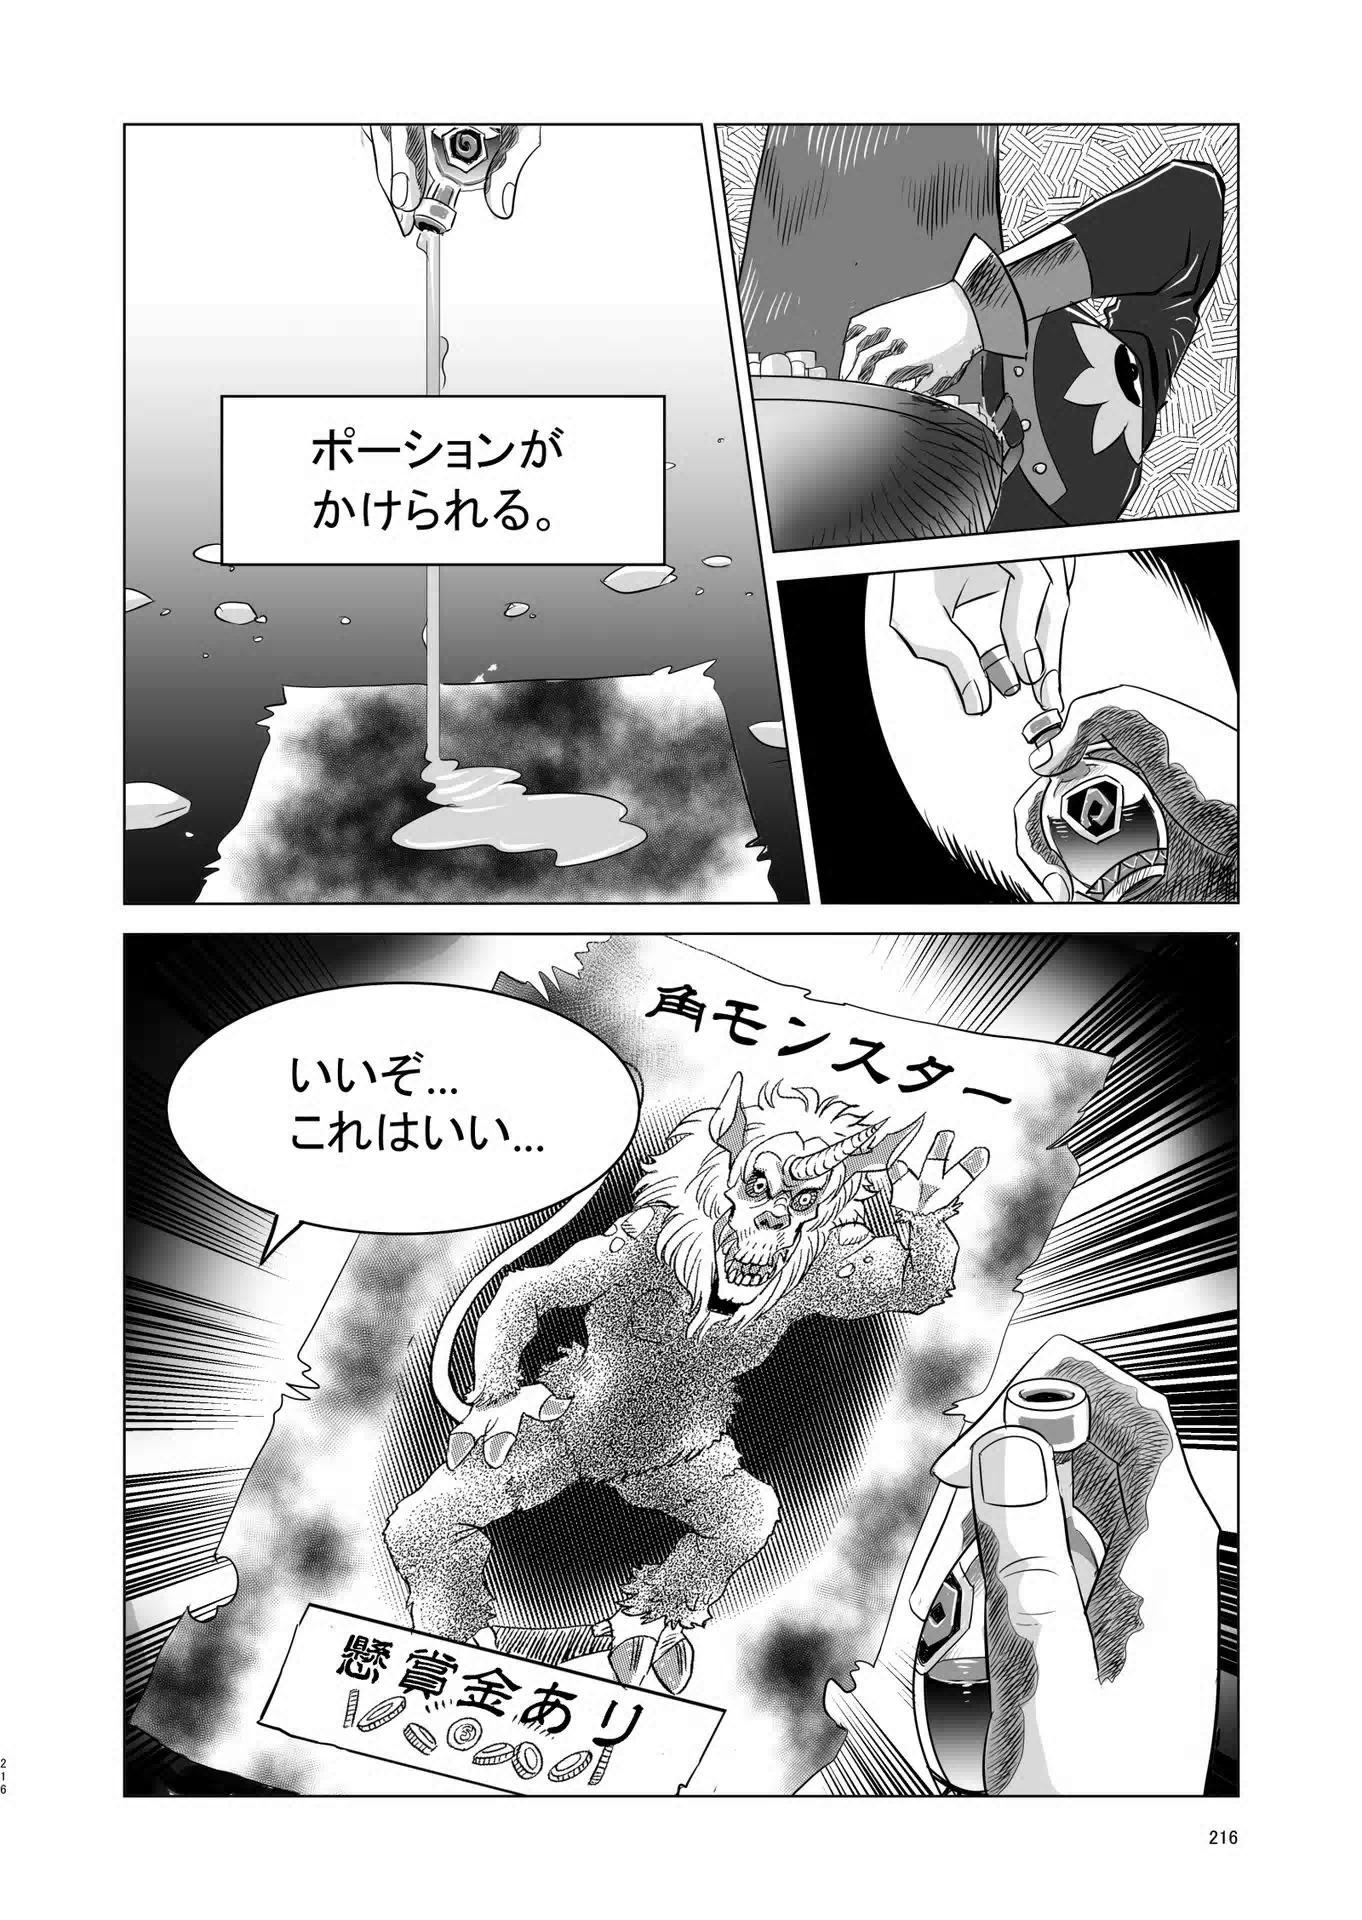 ポーションが
かけられる。
角モンスター
いいぞ...
これはいい...
懸賞金あり
216
216